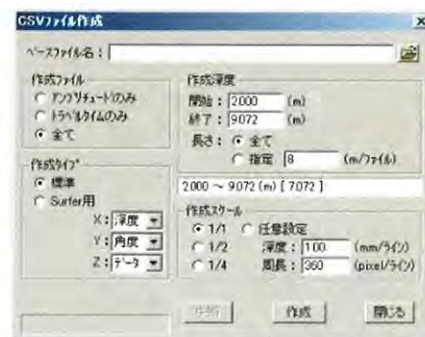 CSVファイル作成
ベースファイル名：
作成ファイル
アンプリチュードのみ
トラベルタイムのみ
全て
作成深度
開始： 2000 (m)
終了： 9072 (m)
長さ： 全て
指定 8 (m/ファイル)
作成タイプ
標準
Surfer用
X： 深度
Y： 角度
Z： データ
2000 ～ 9072 (m) [ 7072 ]
作成スケール
1/1 任意設定
1/2 深度： 100 (mm/ライン)
1/4 周長： 360 (pixel/ライン)
作成 閉じる